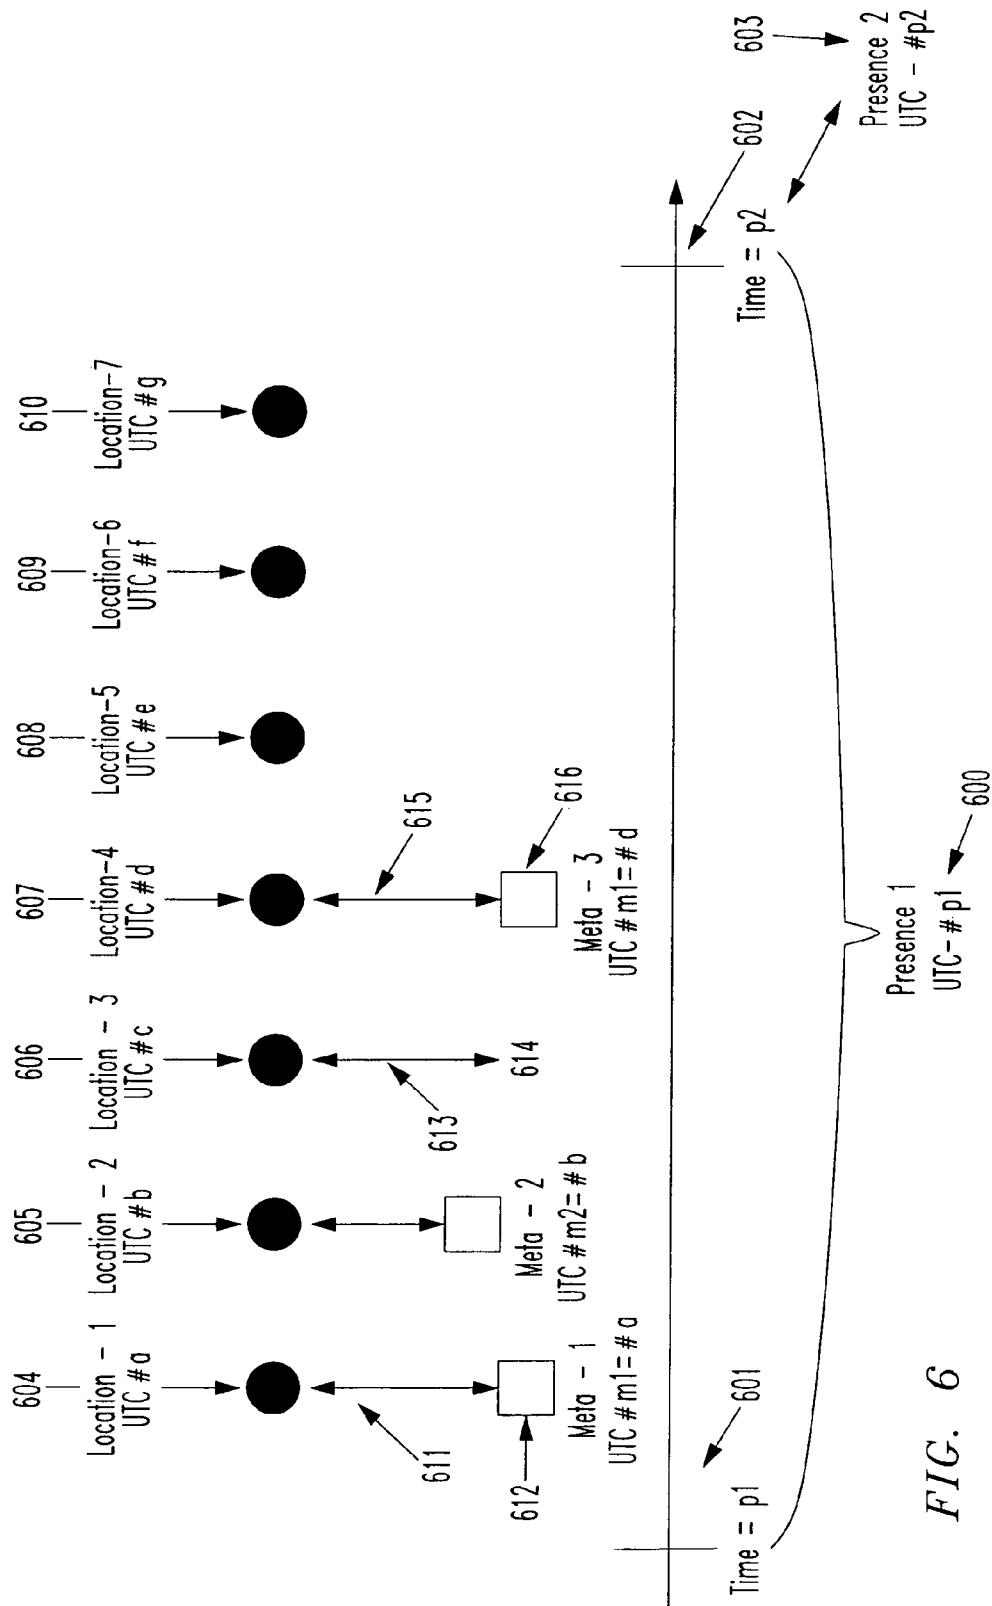 604
605
606
607
608
609
610
Location - 1
UTC #a
Location - 2
UTC #b
Location - 3
UTC #c
Location-4
UTC #d
Location-5
UTC #e
Location-6
UTC #f
Location-7
UTC #g
611
613
615
612
614
616
Meta - 1
UTC #m1=#a
Meta - 2
UTC #m2=#b
Meta - 3
UTC #m1=#d
601
602
603
Time = p1
Time = p2
Presence 2
UTC - #p2
Presence 1
UTC-#p1
600
FIG. 6